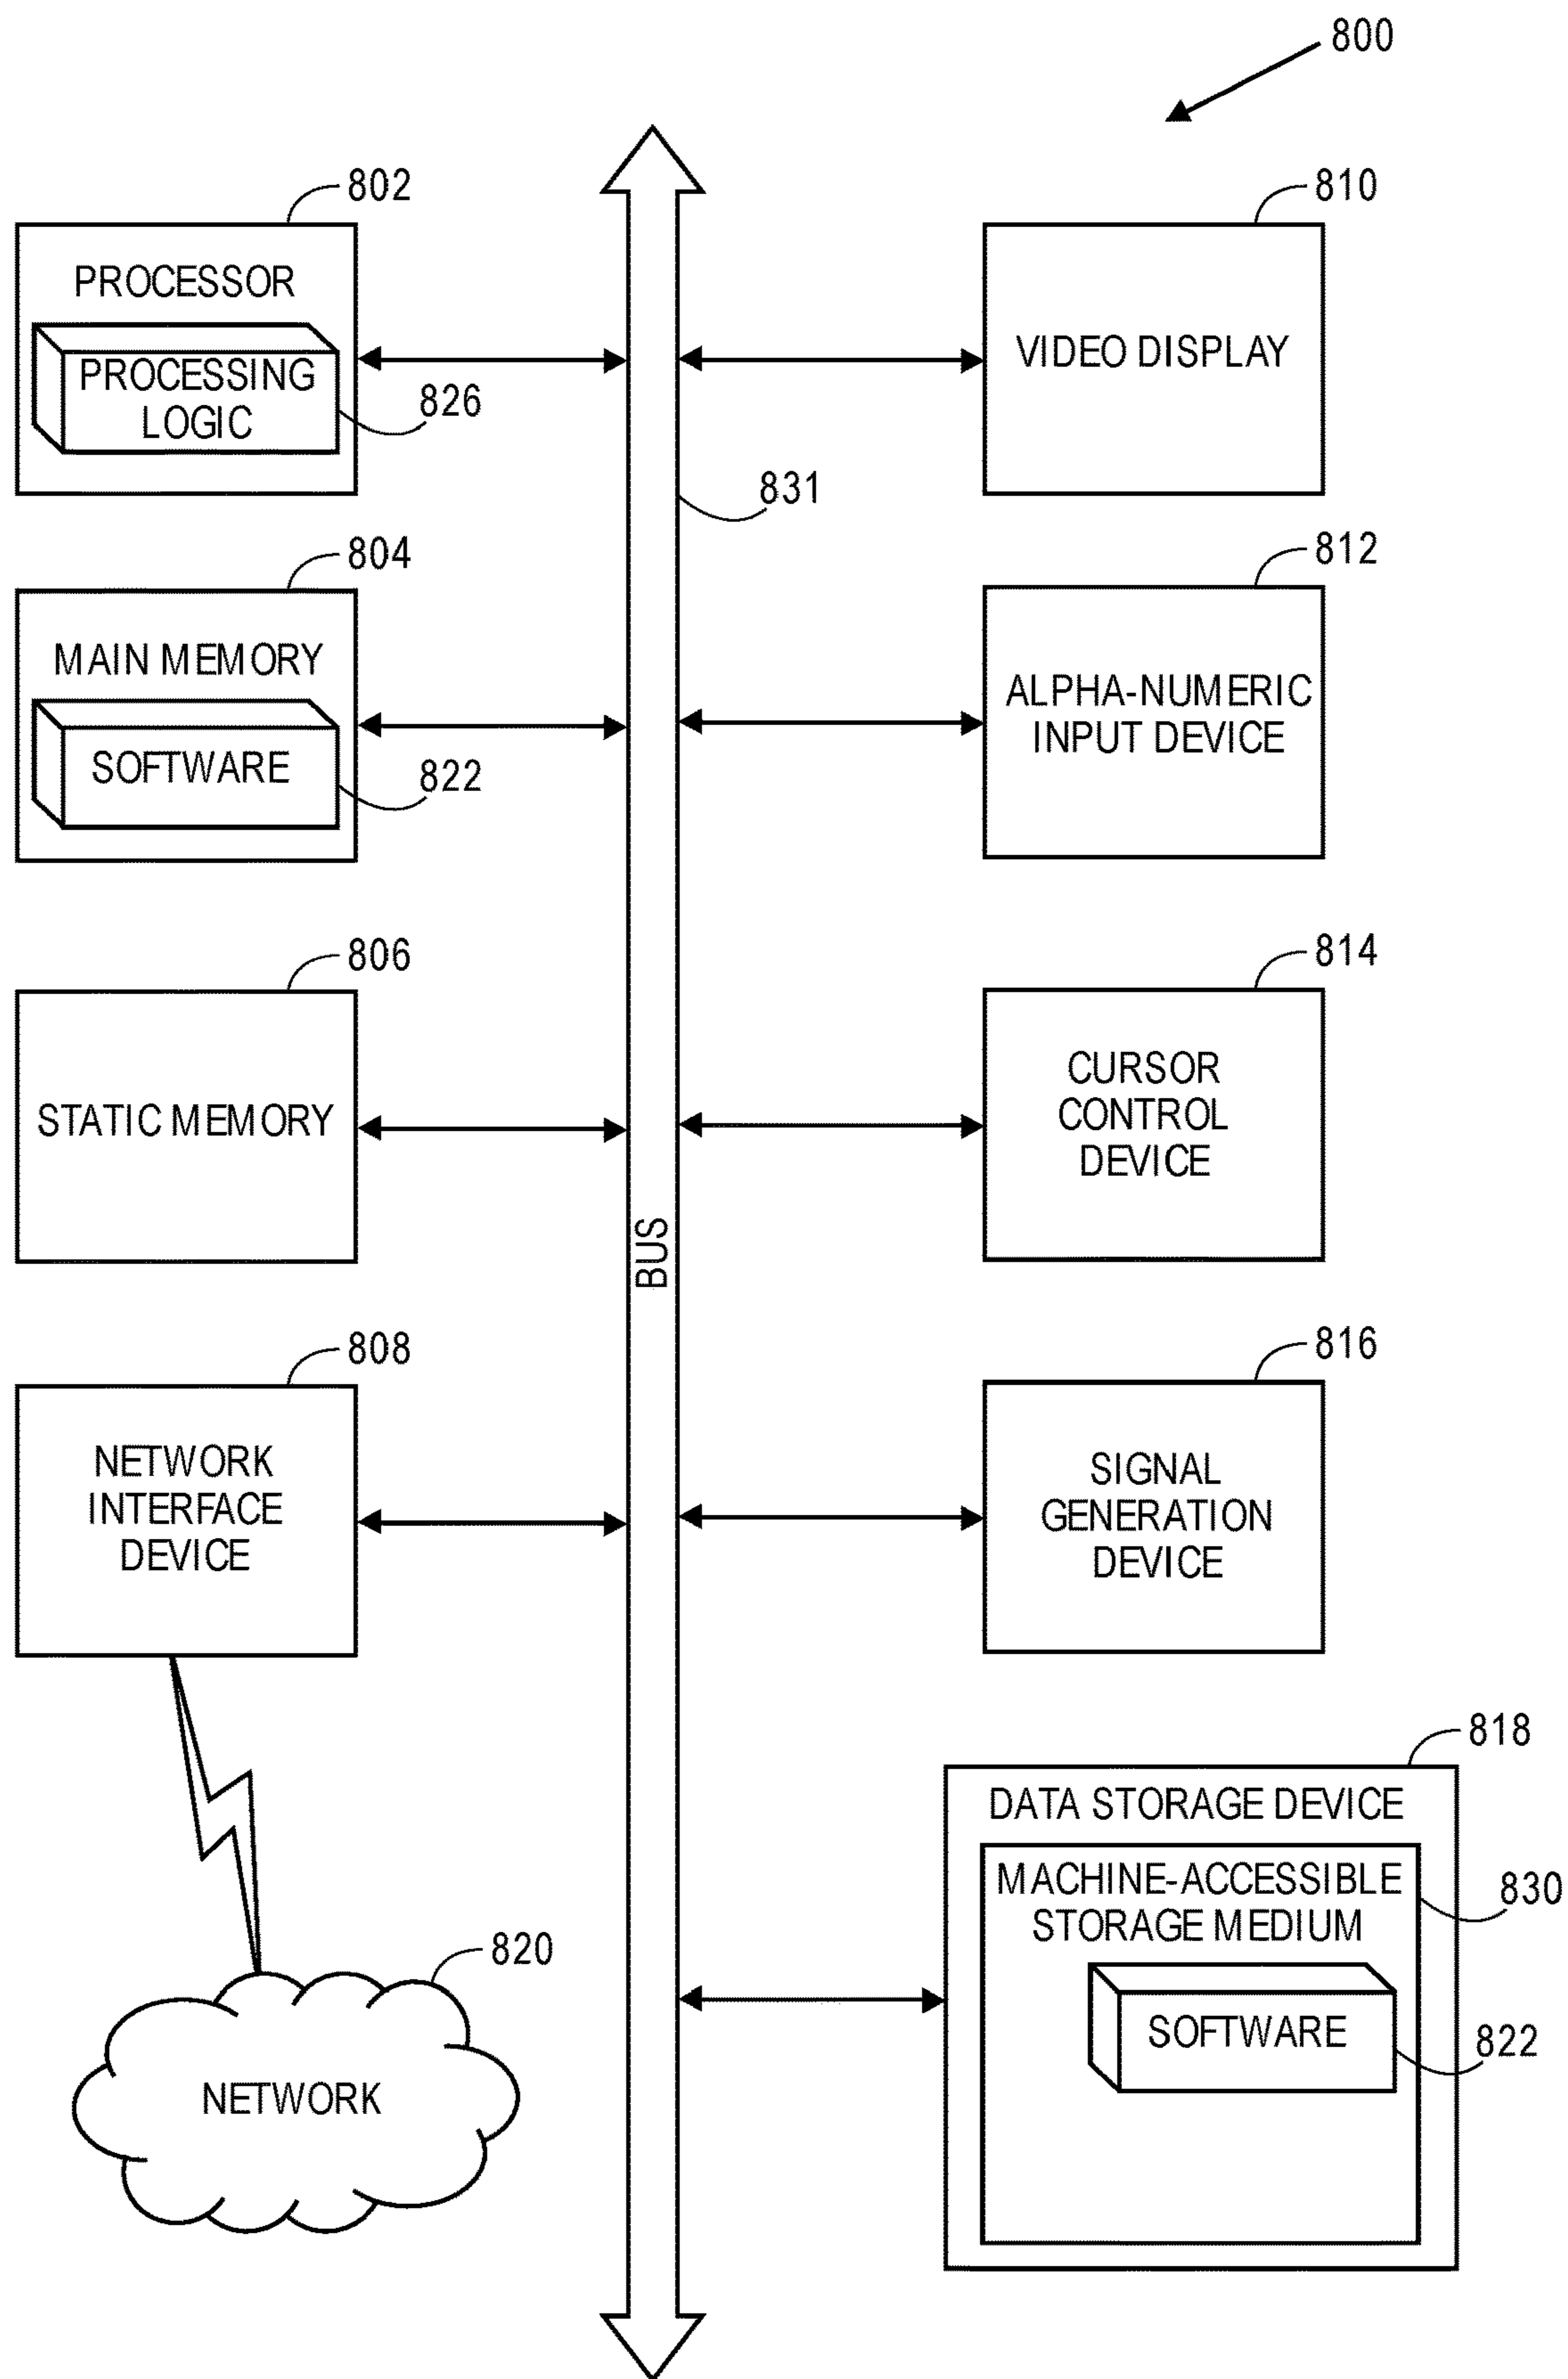 800
802
PROCESSOR
PROCESSING
LOGIC
826
804
MAIN MEMORY
SOFTWARE
822
806
STATIC MEMORY
808
NETWORK
INTERFACE
DEVICE
820
NETWORK
831
BUS
810
VIDEO DISPLAY
812
ALPHA-NUMERIC
INPUT DEVICE
814
CURSOR
CONTROL
DEVICE
816
SIGNAL
GENERATION
DEVICE
818
DATA STORAGE DEVICE
MACHINE-ACCESSIBLE
STORAGE MEDIUM
830
SOFTWARE
822